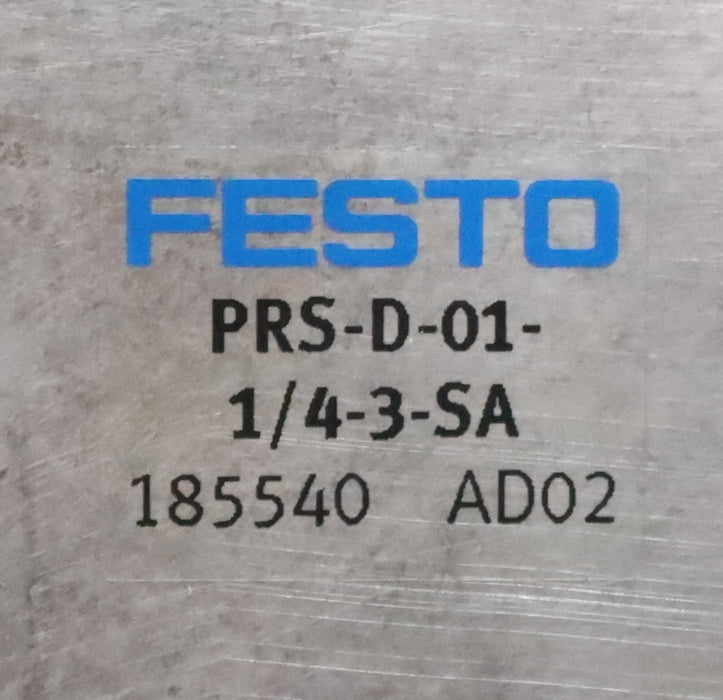 FESTO
PRS-D-01-
1/4-3-SA
185540 AD02